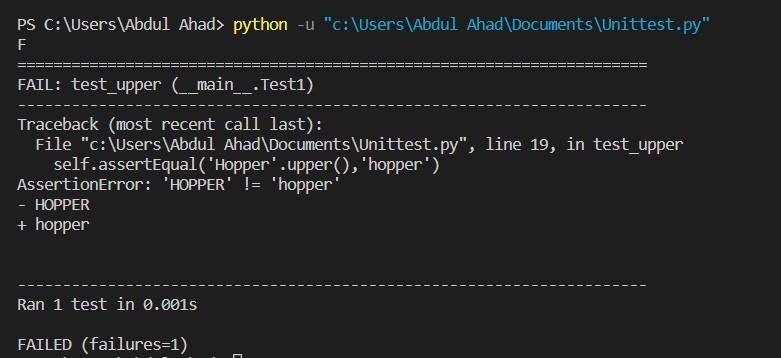 PS C:\Users\Abdul Ahad> python -u "c:\Users\Abdul Ahad\Documents\Unittest.py"
F
======================================================================
FAIL: test_upper (__main__.Test1)
----------------------------------------------------------------------
Traceback (most recent call last):
  File "c:\Users\Abdul Ahad\Documents\Unittest.py", line 19, in test_upper
    self.assertEqual('Hopper'.upper(),'hopper')
AssertionError: 'HOPPER' != 'hopper'
- HOPPER
+ hopper
----------------------------------------------------------------------
Ran 1 test in 0.001s
FAILED (failures=1)